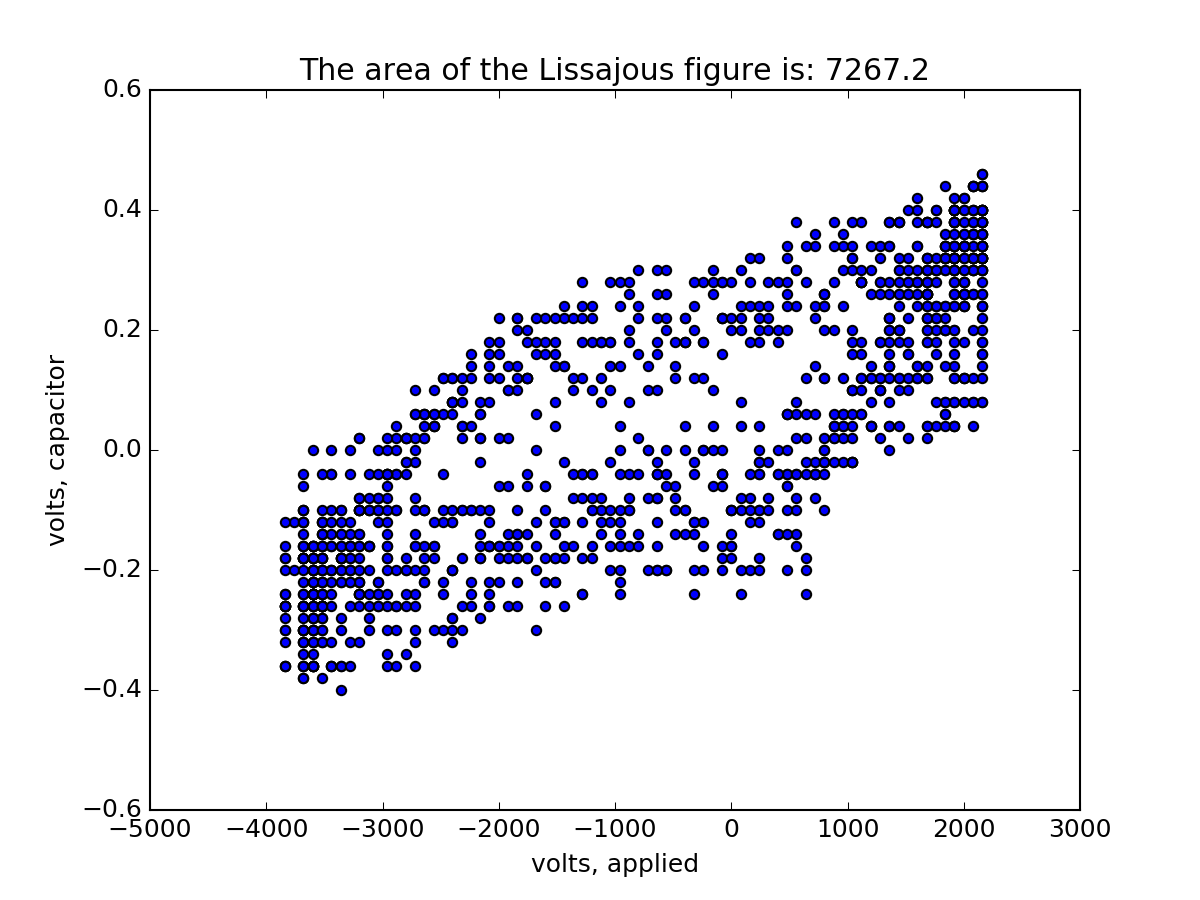 The area of the Lissajous figure is: 7267.2
0.6
0.4
0.2
0.0
−0.2
−0.4
−0.6
volts, capacitor
−5000 −4000 −3000 −2000 −1000 0 1000 2000 3000
volts, applied